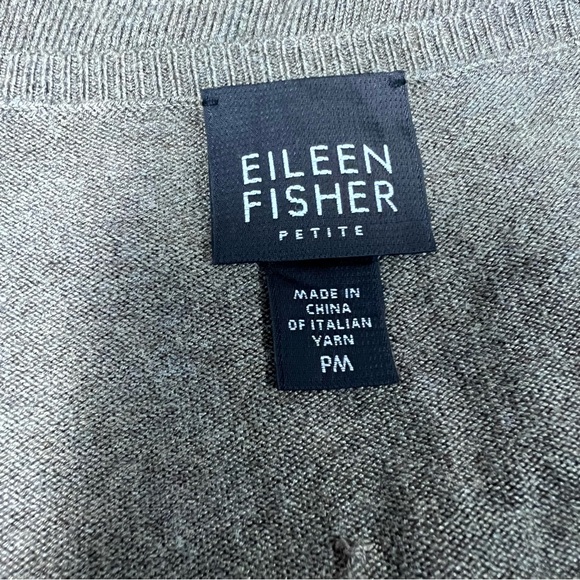 EILEEN
FISHER
PETITE
MADE IN
CHINA
OF ITALIAN
YARN
PM